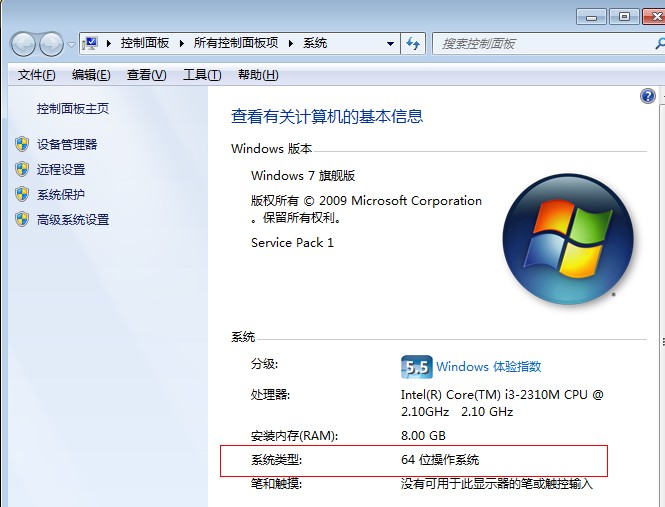 控制面板 系统 所有控制面板项 搜索控制面板
文件(F) 编辑(E) 查看(V) 工具(T) 帮助(H)
控制面板主页
设备管理器
远程设置
系统保护
高级系统设置
查看有关计算机的基本信息
Windows 版本
Windows 7 旗舰版
版权所有 © 2009 Microsoft Corporation
。保留所有权利。
Service Pack 1
系统
分级:
5.5 Windows 体验指数
处理器:
Intel(R) Core(TM) i3-2310M CPU @
2.10GHz 2.10 GHz
安装内存(RAM):
8.00 GB
系统类型:
64 位操作系统
笔和触摸:
没有可用于此显示器的笔或触控输入